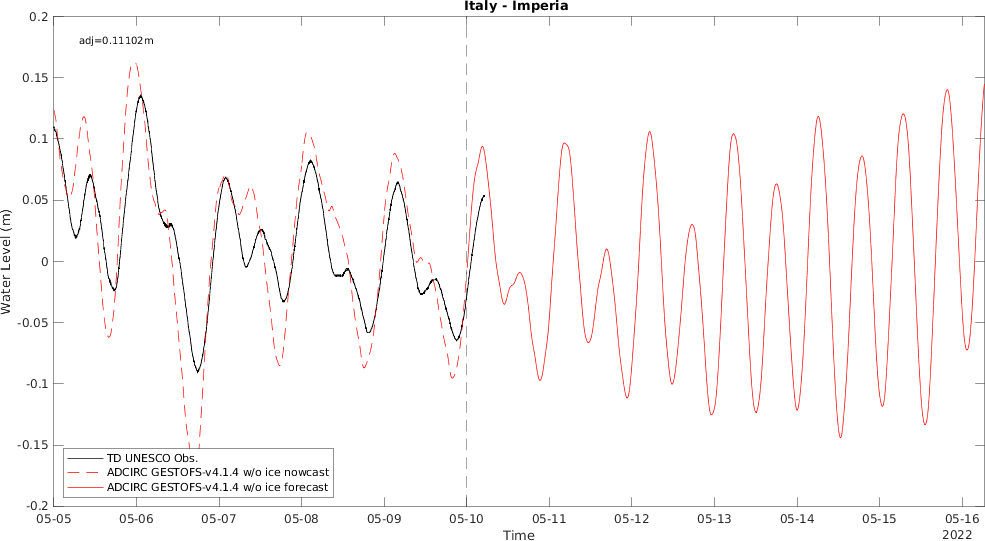 Italy - Imperia
adj=0.11102m
0.2
0.15
0.1
0.05
0
-0.05
-0.1
-0.15
-0.2
Water Level (m)
TD UNESCO Obs.
ADCIRC GESTOFS-v4.1.4 w/o ice nowcast
ADCIRC GESTOFS-v4.1.4 w/o ice forecast
05-05 05-06 05-07 05-08 05-09 05-10 05-11 05-12 05-13 05-14 05-15 05-16
Time
2022